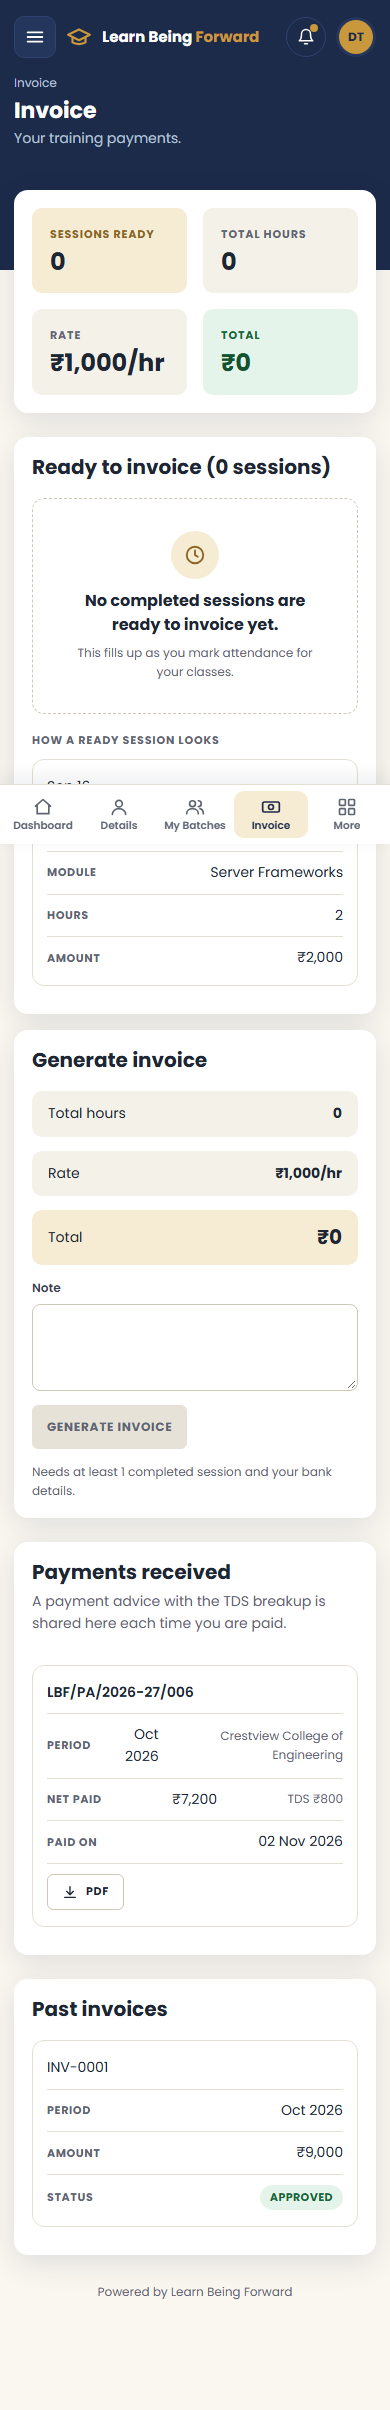 Learn Being Forward
DT
Invoice
Invoice
Your training payments.
SESSIONS READY
0
TOTAL HOURS
0
RATE
₹1,000/hr
TOTAL
₹0
Ready to invoice (0 sessions)
No completed sessions are
ready to invoice yet.
This fills up as you mark attendance for
your classes.
HOW A READY SESSION LOOKS
Dashboard
Details
My Batches
Invoice
More
MODULE
Server Frameworks
HOURS
2
AMOUNT
₹2,000
Generate invoice
Total hours
0
Rate
₹1,000/hr
Total
₹0
Note
GENERATE INVOICE
Needs at least 1 completed session and your bank
details.
Payments received
A payment advice with the TDS breakup is
shared here each time you are paid.
LBF/PA/2026-27/006
PERIOD
Oct
2026
Crestview College of
Engineering
NET PAID
₹7,200
TDS ₹800
PAID ON
02 Nov 2026
PDF
Past invoices
INV-0001
PERIOD
Oct 2026
AMOUNT
₹9,000
STATUS
APPROVED
Powered by Learn Being Forward